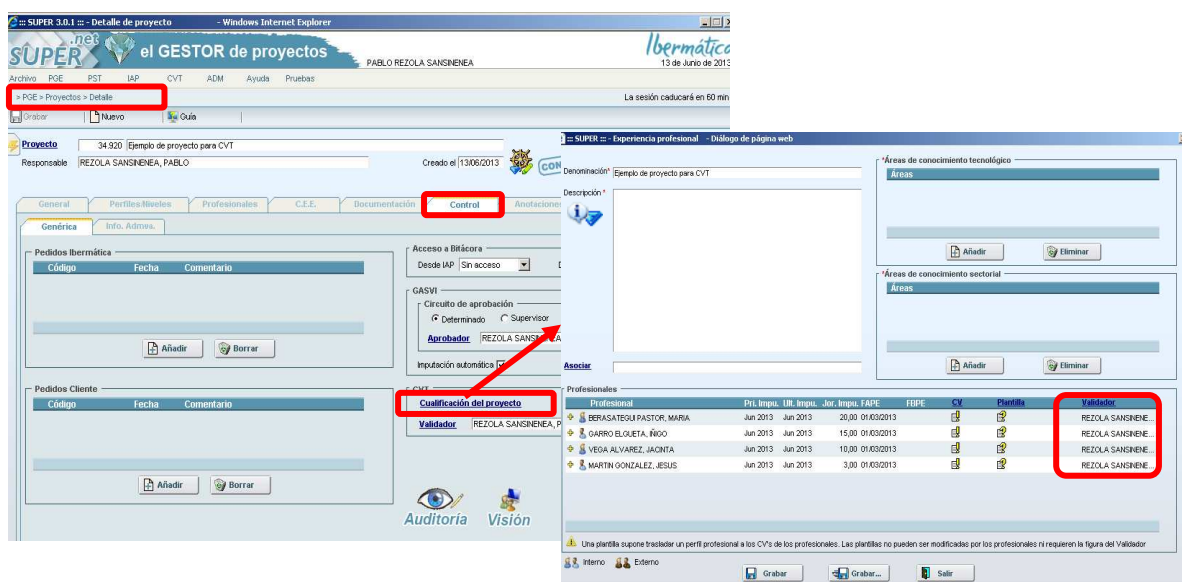 ::: SUPER 3.0.1 ::: - Detalle de proyecto - Windows Internet Explorer
SUPER.net
el GESTOR de proyectos
PABLO REZOLA SANSINENEA
Ibermática
13 de Junio de 2013
Archivo PGE PST IAP CVT ADM Ayuda Pruebas
> PGE > Proyectos > Detalle
La sesión caducará en 60 min
Grabar Nuevo Guía
Proyecto 34.920 Ejemplo de proyecto para CVT
Responsable REZOLA SANSINENEA, PABLO Creado el 13/06/2013
General Perfiles/Niveles Profesionales C.E.E. Documentación Control Anotaciones
Genérica Info. Admva.
Pedidos Ibermática
Código Fecha Comentario
Añadir Borrar
Pedidos Cliente
Código Fecha Comentario
Añadir Borrar
Acceso a Bitácora
Desde IAP Sin acceso
GASVI
Circuito de aprobación
Determinado Supervisor
Aprobador REZOLA SANSINENEA
Imputación automática
CVT
Cualificación del proyecto
Validador REZOLA SANSINENEA, P
Auditoría Visión
::: SUPER ::: - Experiencia profesional - Diálogo de página web
Denominación* Ejemplo de proyecto para CVT
Descripción *
Asociar
*Áreas de conocimiento tecnológico
Áreas
Añadir Eliminar
*Áreas de conocimiento sectorial
Áreas
Añadir Eliminar
Profesionales
Profesional Pri. Impu. Ult. Impu. Jor. Impu. FAPE FBPE CV Plantilla Validador
BERASATEGUI PASTOR, MARIA Jun 2013 Jun 2013 20,00 01/03/2013 REZOLA SANSINENE...
GARRO ELGUETA, IÑIGO Jun 2013 Jun 2013 15,00 01/03/2013 REZOLA SANSINENE...
VEGA ALVAREZ, JACINTA Jun 2013 Jun 2013 10,00 01/03/2013 REZOLA SANSINENE...
MARTIN GONZALEZ, JESUS Jun 2013 Jun 2013 3,00 01/03/2013 REZOLA SANSINENE...
Una plantilla supone trasladar un perfil profesional a los CV's de los profesionales. Las plantillas no pueden ser modificadas por los profesionales ni requieren la figura del Validador
Interno Externo
Grabar Grabar... Salir